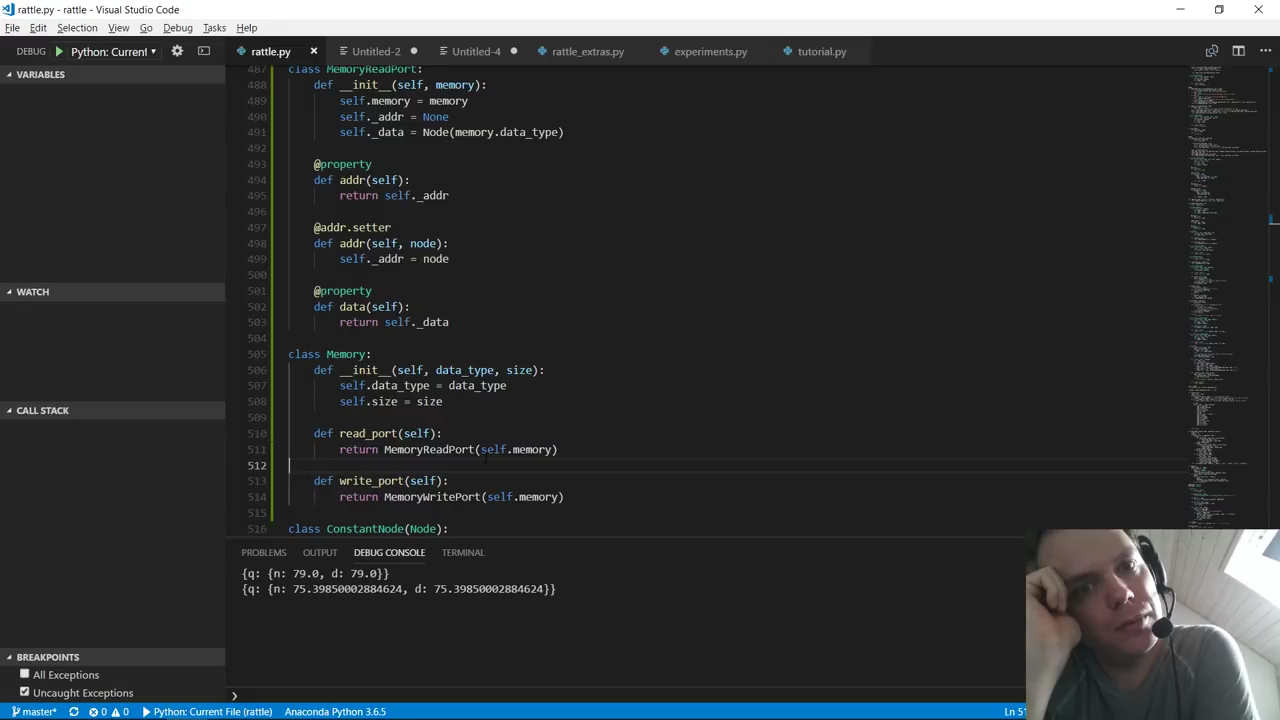 rattle.py - rattle - Visual Studio Code
File Edit Selection View Go Debug Tasks Help
DEBUG Python: Current
rattle.py Untitled-2 Untitled-4 rattle_extras.py experiments.py tutorial.py
VARIABLES
WATCH
CALL STACK
BREAKPOINTS
All Exceptions
Uncaught Exceptions
487 class MemoryReadPort:
488 def __init__(self, memory):
489 self.memory = memory
490 self._addr = None
491 self._data = Node(memory.data_type)
492
493 @property
494 def addr(self):
495 return self._addr
496
497 @addr.setter
498 def addr(self, node):
499 self._addr = node
500
501 @property
502 def data(self):
503 return self._data
504
505 class Memory:
506 def __init__(self, data_type, size):
507 self.data_type = data_type
508 self.size = size
509
510 def read_port(self):
511 return MemoryReadPort(self.memory)
512
513 def write_port(self):
514 return MemoryWritePort(self.memory)
515
516 class ConstantNode(Node):
PROBLEMS OUTPUT DEBUG CONSOLE TERMINAL
{q: {n: 79.0, d: 79.0}}
{q: {n: 75.39850002884624, d: 75.39850002884624}}
master* 0 0 Python: Current File (rattle) Anaconda Python 3.6.5 Ln 51